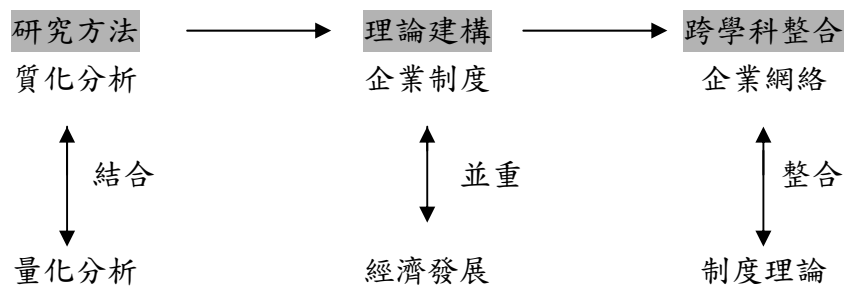 研究方法 理論建構 跨學科整合
質化分析 企業制度 企業網絡
結合 並重 整合
量化分析 經濟發展 制度理論